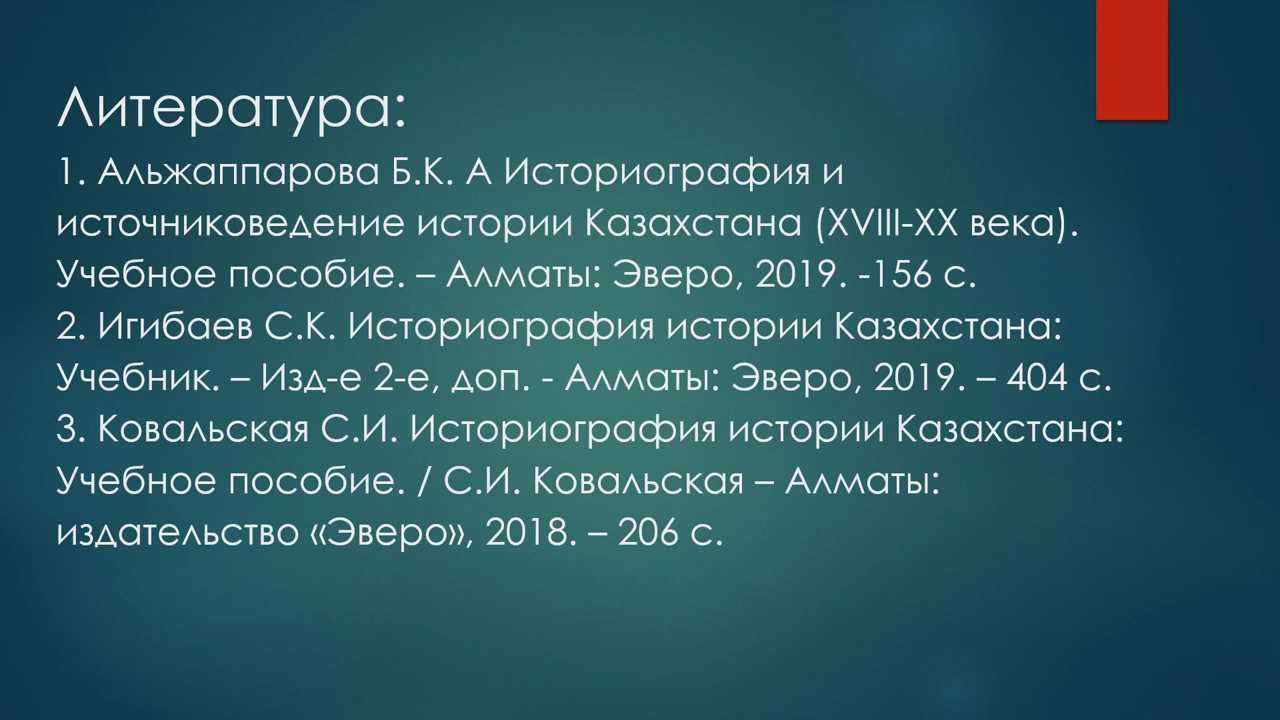 Литература:
1. Альжаппарова Б.К. А Историография и
источниковедение истории Казахстана (XVIII-XX века).
Учебное пособие. – Алматы: Эверо, 2019. -156 с.
2. Игибаев С.К. Историография истории Казахстана:
Учебник. – Изд-е 2-е, доп. - Алматы: Эверо, 2019. – 404 с.
3. Ковальская С.И. Историография истории Казахстана:
Учебное пособие. / С.И. Ковальская – Алматы:
издательство «Эверо», 2018. – 206 с.